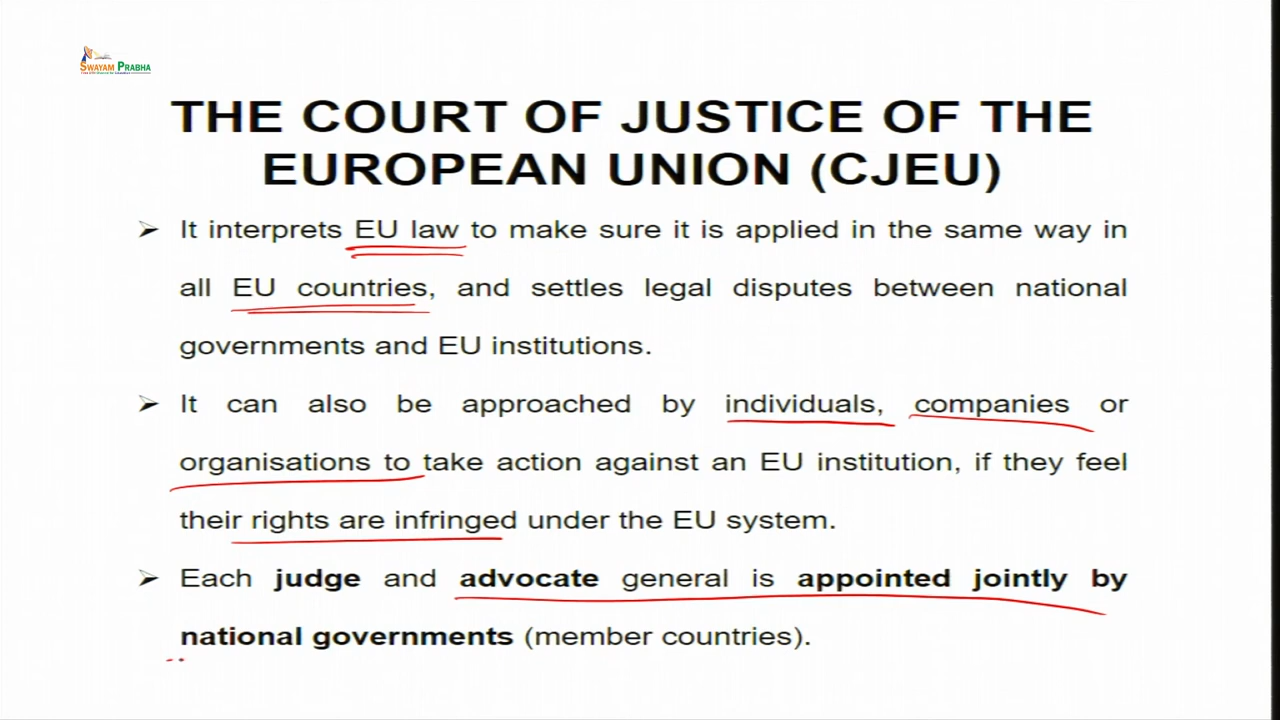 SWAYAM PRABHA
THE COURT OF JUSTICE OF THE
EUROPEAN UNION (CJEU)
➢ It interprets EU law to make sure it is applied in the same way in
all EU countries, and settles legal disputes between national
governments and EU institutions.
➢ It can also be approached by individuals, companies or
organisations to take action against an EU institution, if they feel
their rights are infringed under the EU system.
➢ Each judge and advocate general is appointed jointly by
national governments (member countries).